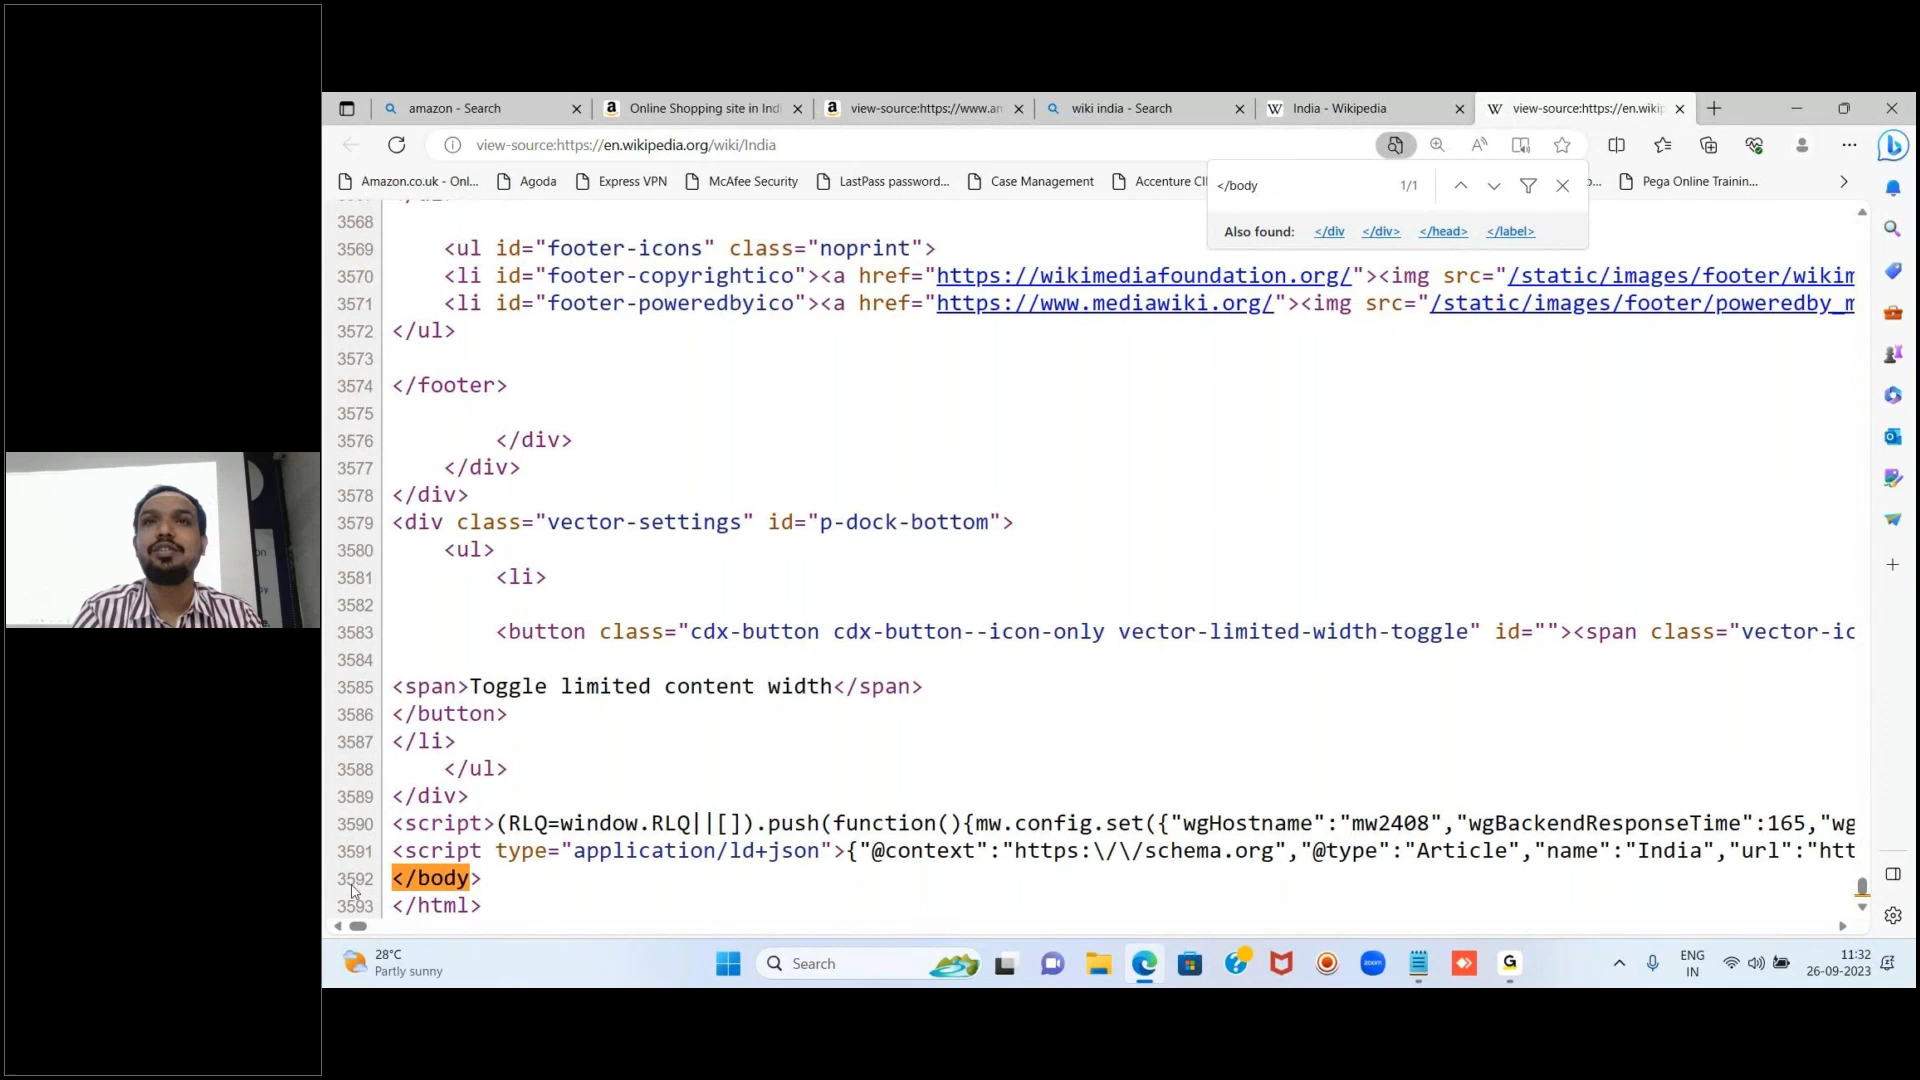 amazon - Search
Online Shopping site in Indi
view-source:https://www.am
wiki india - Search
India - Wikipedia
view-source:https://en.wikip
view-source:https://en.wikipedia.org/wiki/India
Amazon.co.uk - Onl...
Agoda
Express VPN
McAfee Security
LastPass password...
Case Management
Accenture CI
Pega Online Trainin...
</body
1/1
Also found: </div </div> </head> </label>
3568
3569 <ul id="footer-icons" class="noprint">
3570 <li id="footer-copyrightico"><a href="https://wikimediafoundation.org/"><img src="/static/images/footer/wikim
3571 <li id="footer-poweredbyico"><a href="https://www.mediawiki.org/"><img src="/static/images/footer/poweredby_m
3572 </ul>
3573
3574 </footer>
3575
3576 </div>
3577 </div>
3578 </div>
3579 <div class="vector-settings" id="p-dock-bottom">
3580 <ul>
3581 <li>
3582
3583 <button class="cdx-button cdx-button--icon-only vector-limited-width-toggle" id=""><span class="vector-ic
3584
3585 <span>Toggle limited content width</span>
3586 </button>
3587 </li>
3588 </ul>
3589 </div>
3590 <script>(RLQ=window.RLQ||[]).push(function(){mw.config.set({"wgHostname":"mw2408","wgBackendResponseTime":165,"wg
3591 <script type="application/ld+json">{"@context":"https:\/\/schema.org","@type":"Article","name":"India","url":"htt
3592 </body>
3593 </html>
28°C
Partly sunny
Search
zoom
ENG
IN
11:32
26-09-2023